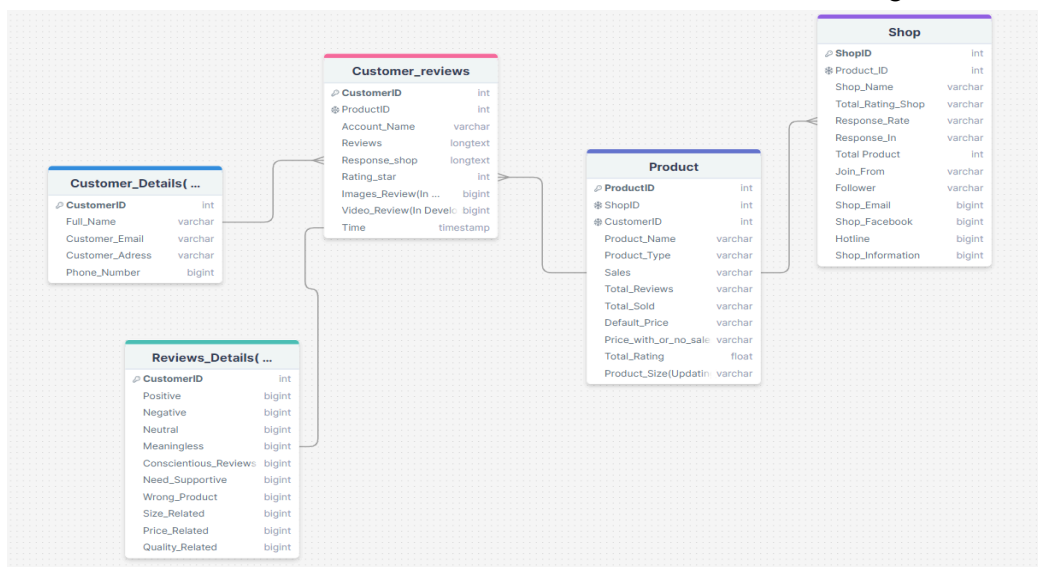 Customer_Details( ...
CustomerID int
Full_Name varchar
Customer_Email varchar
Customer_Adress varchar
Phone_Number bigint
Customer_reviews
CustomerID int
ProductID int
Account_Name varchar
Reviews longtext
Response_shop longtext
Rating_star int
Images_Review(In ... bigint
Video_Review(In Develo bigint
Time timestamp
Reviews_Details( ...
CustomerID int
Positive bigint
Negative bigint
Neutral bigint
Meaningless bigint
Conscientious_Reviews bigint
Need_Supportive bigint
Wrong_Product bigint
Size_Related bigint
Price_Related bigint
Quality_Related bigint
Product
ProductID int
ShopID int
CustomerID int
Product_Name varchar
Product_Type varchar
Sales varchar
Total_Reviews varchar
Total_Sold varchar
Default_Price varchar
Price_with_or_no_sale varchar
Total_Rating float
Product_Size(Updatin varchar
Shop
ShopID int
Product_ID int
Shop_Name varchar
Total_Rating_Shop varchar
Response_Rate varchar
Response_In varchar
Total Product int
Join_From varchar
Follower varchar
Shop_Email bigint
Shop_Facebook bigint
Hotline bigint
Shop_Information bigint